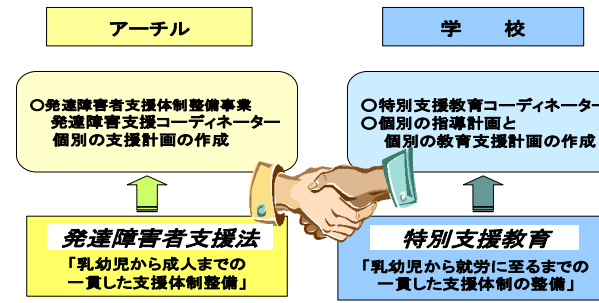 アーチル
学　校
〇発達障害者支援体制整備事業
発達障害支援コーディネーター
個別の支援計画の作成
〇特別支援教育コーディネーター
〇個別の指導計画と
個別の教育支援計画の作成
発達障害者支援法
「乳幼児から成人までの
一貫した支援体制整備」
特別支援教育
「乳幼児から就労に至るまでの
一貫した支援体制の整備」